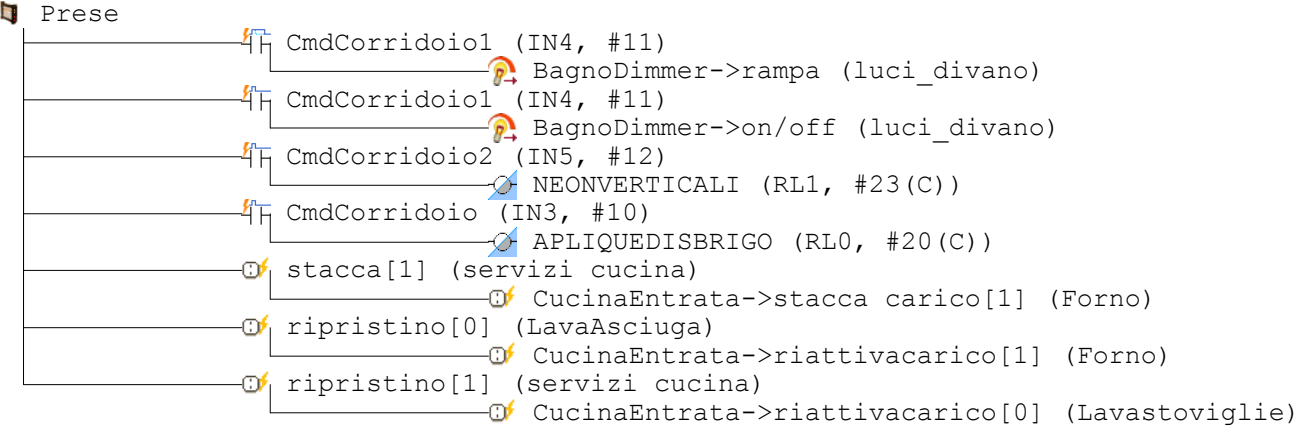 Prese
CmdCorridoio1 (IN4, #11)
BagnoDimmer->rampa (luci_divano)
CmdCorridoio1 (IN4, #11)
BagnoDimmer->on/off (luci_divano)
CmdCorridoio2 (IN5, #12)
NEONVERTICALI (RL1, #23(C))
CmdCorridoio (IN3, #10)
APLIQUEDISBRIGO (RL0, #20(C))
stacca[1] (servizi cucina)
CucinaEntrata->stacca carico[1] (Forno)
ripristino[0] (LavaAsciuga)
CucinaEntrata->riattivacarico[1] (Forno)
ripristino[1] (servizi cucina)
CucinaEntrata->riattivacarico[0] (Lavastoviglie)